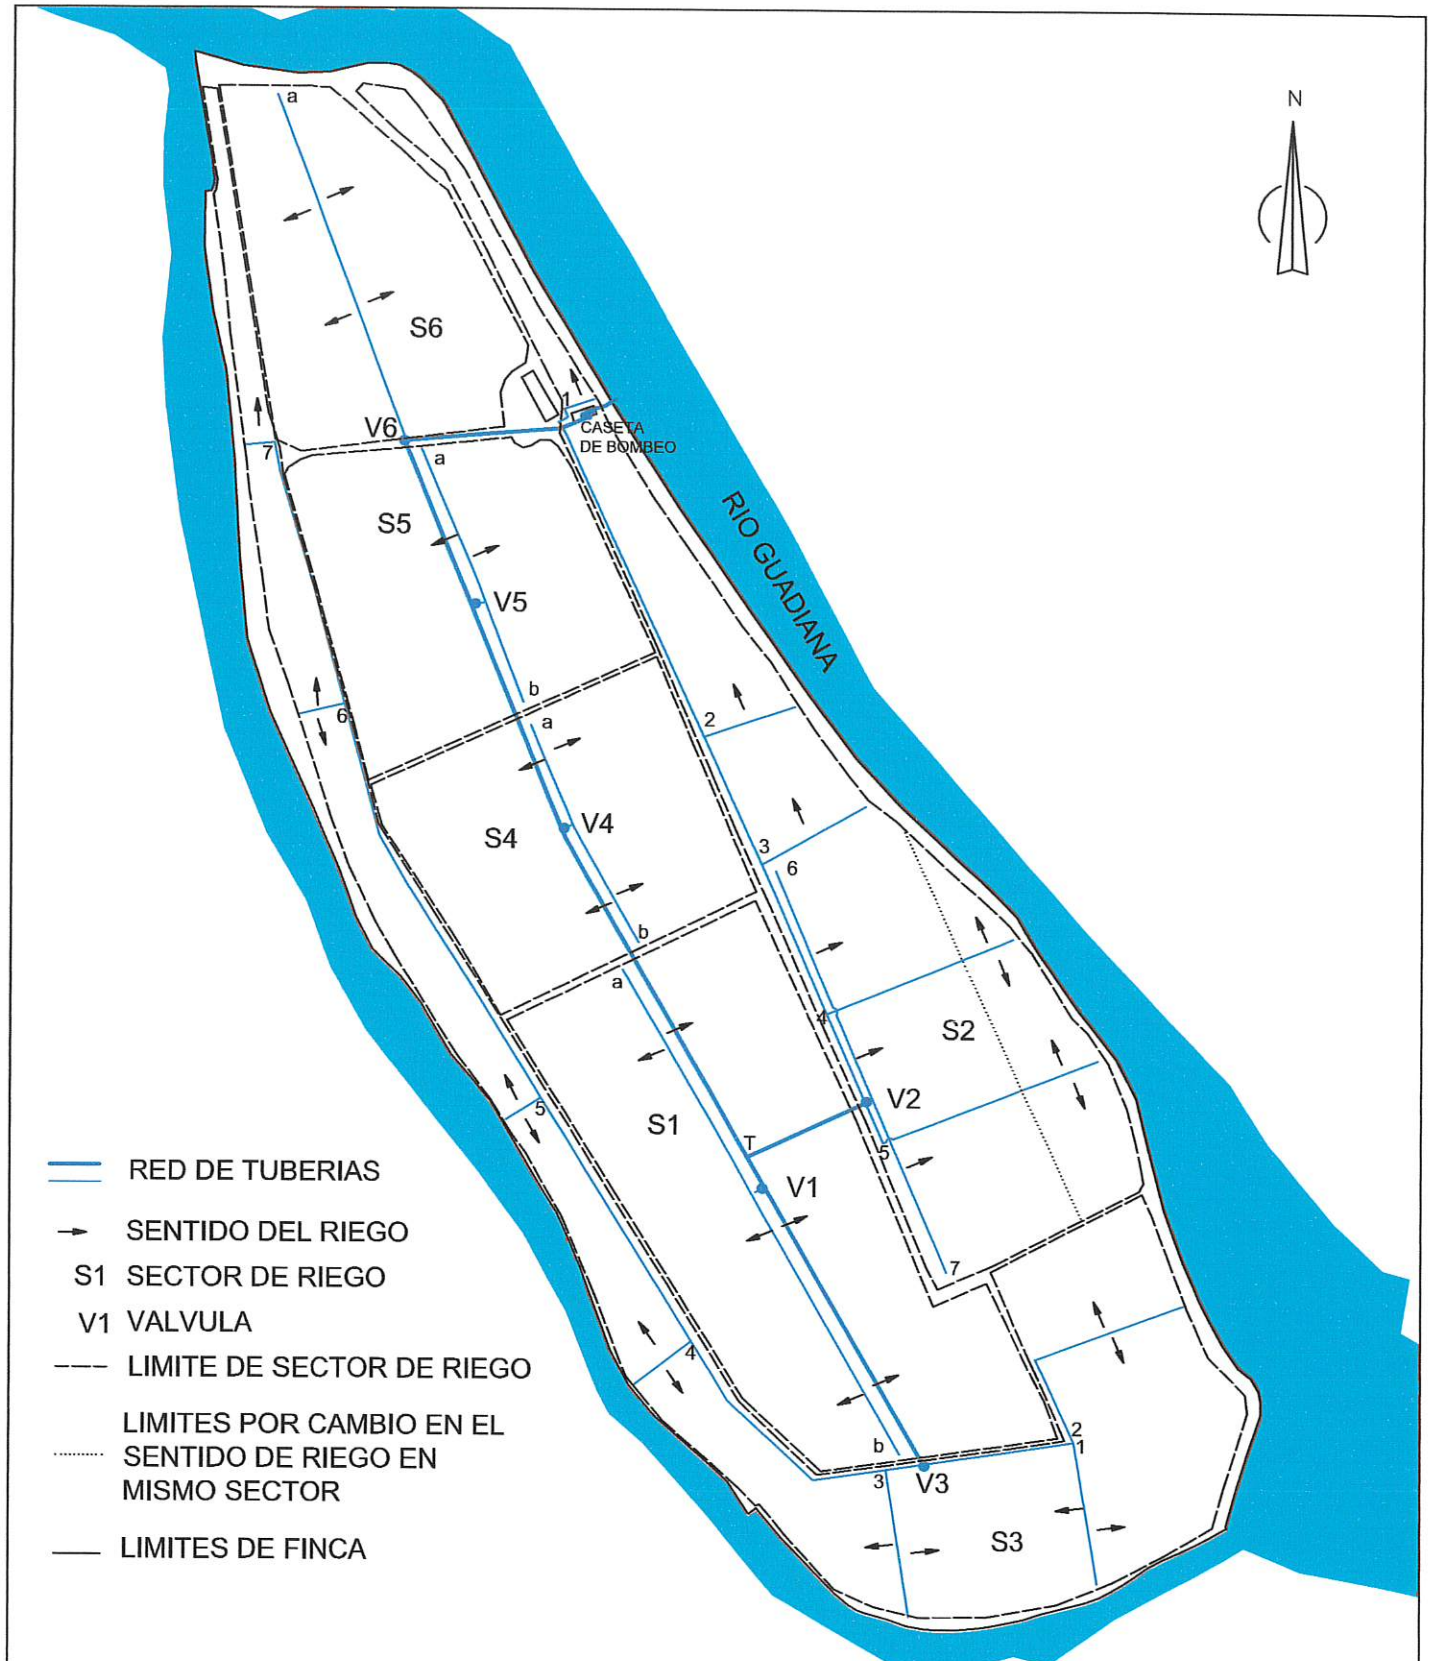 N
a
S6
V6
1
CASETA
DE BOMBEO
7
a
S5
RIO GUADIANA
V5
b
6
a
2
S4
V4
3
6
b
a
4
S2
5
S1
V2
T
5
V1
7
4
2
1
b
3
V3
S3
RED DE TUBERIAS
SENTIDO DEL RIEGO
S1 SECTOR DE RIEGO
V1 VALVULA
LIMITE DE SECTOR DE RIEGO
LIMITES POR CAMBIO EN EL
SENTIDO DE RIEGO EN
MISMO SECTOR
LIMITES DE FINCA